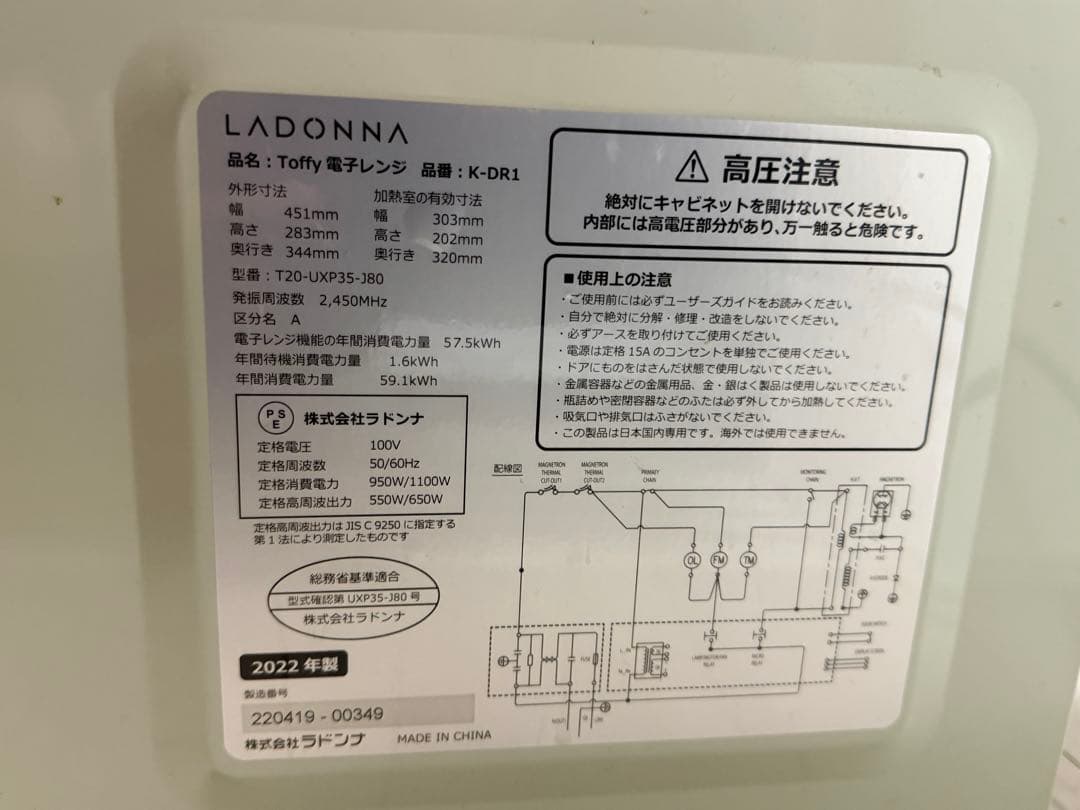 LADONNA
品名：Toffy 電子レンジ 品番：K-DR1
外形寸法
幅 451mm
高さ 283mm
奥行き 344mm
加熱室の有効寸法
幅 303mm
高さ 202mm
奥行き 320mm
型番：T20-UXP35-J80
発振周波数 2,450MHz
区分名 A
電子レンジ機能の年間消費電力量 57.5kWh
年間待機消費電力量 1.6kWh
年間消費電力量 59.1kWh
PSE 株式会社ラドンナ
定格電圧 100V
定格周波数 50/60Hz
定格消費電力 950W/1100W
定格高周波出力 550W/650W
定格高周波出力は JIS C 9250 に指定する
第１法により測定したものです
総務省基準適合
型式確認第 UXP35-J80 号
株式会社ラドンナ
2022 年製
製造番号
220419 - 00349
株式会社ラドンナ MADE IN CHINA
⚠ 高圧注意
絶対にキャビネットを開けないでください。
内部には高電圧部分があり、万一触ると危険です。
■使用上の注意
・ご使用前には必ずユーザーズガイドをお読みください。
・自分で絶対に分解・修理・改造をしないでください。
・必ずアースを取り付けてご使用ください。
・電源は定格 15A のコンセントを単独でご使用ください。
・ドアにものをはさんだ状態で使用しないでください。
・金属容器などの金属用品、金・銀はく製品は使用しないでください。
・瓶詰めや密閉容器などのふたは必ず外してから加熱してください。
・吸気口や排気口はふさがないでください。
・この製品は日本国内専用です。海外では使用できません。
配線図
MAGNETRON THERMAL CUT-OUT1
MAGNETRON THERMAL CUT-OUT2
PRIMARY CHAIN
MONITORING CHAIN
H.V.T
MAGNETRON
OL
FM
TM
L_IN
N_IN